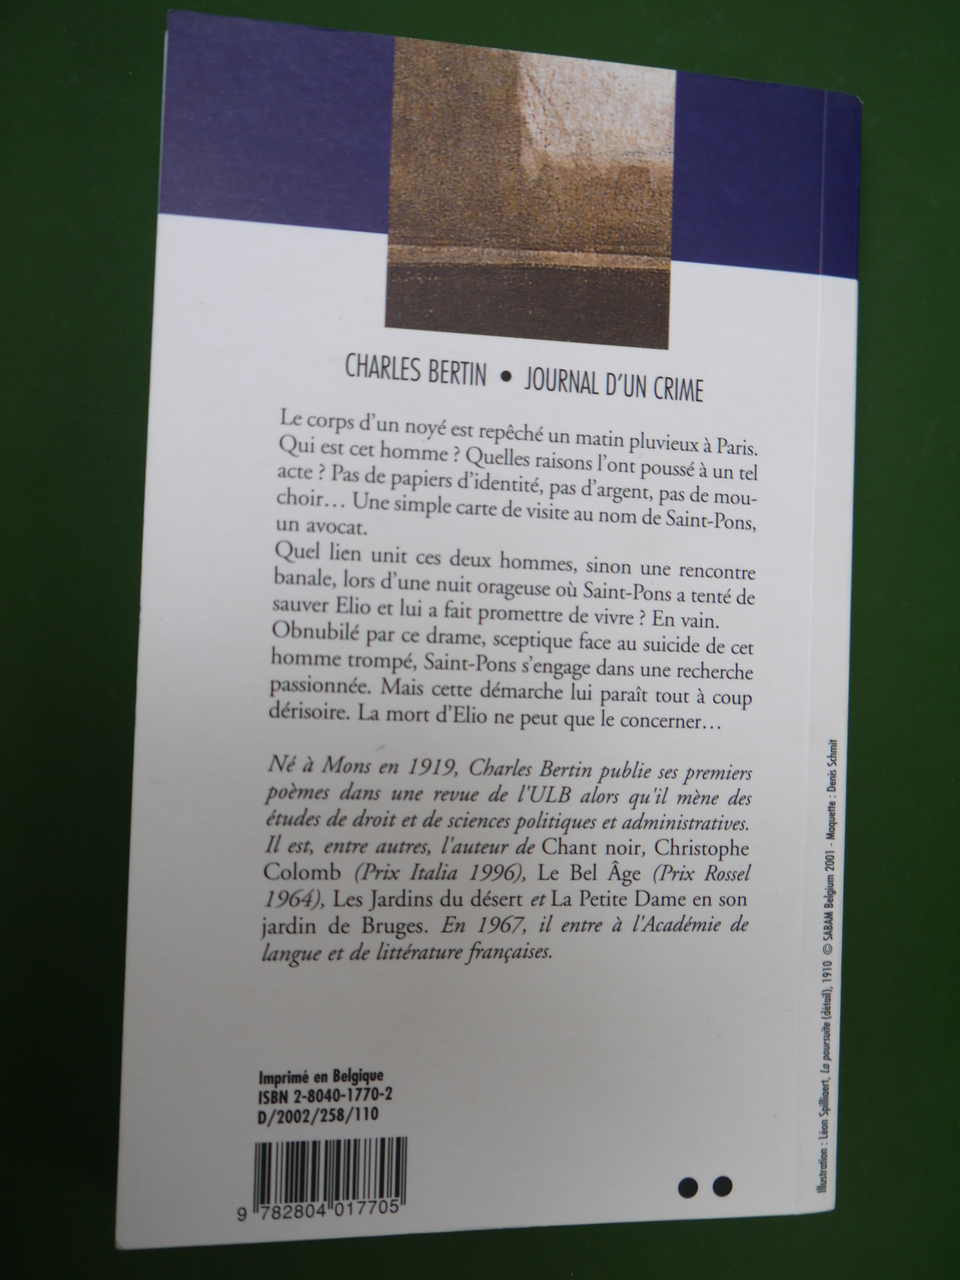 CHARLES BERTIN • JOURNAL D'UN CRIME
Le corps d'un noyé est repêché un matin pluvieux à Paris.
Qui est cet homme ? Quelles raisons l'ont poussé à un tel
acte ? Pas de papiers d'identité, pas d'argent, pas de mou-
choir… Une simple carte de visite au nom de Saint-Pons,
un avocat.
Quel lien unit ces deux hommes, sinon une rencontre
banale, lors d'une nuit orageuse où Saint-Pons a tenté de
sauver Elio et lui a fait promettre de vivre ? En vain.
Obnubilé par ce drame, sceptique face au suicide de cet
homme trompé, Saint-Pons s'engage dans une recherche
passionnée. Mais cette démarche lui paraît tout à coup
dérisoire. La mort d'Elio ne peut que le concerner…
Né à Mons en 1919, Charles Bertin publie ses premiers
poèmes dans une revue de l'ULB alors qu'il mène des
études de droit et de sciences politiques et administratives.
Il est, entre autres, l'auteur de Chant noir, Christophe
Colomb (Prix Italia 1996), Le Bel Âge (Prix Rossel
1964), Les Jardins du désert et La Petite Dame en son
jardin de Bruges. En 1967, il entre à l'Académie de
langue et de littérature françaises.
Imprimé en Belgique
ISBN 2-8040-1770-2
D/2002/258/110
9 782804 017705
Illustration : Léon Spilliaert, La poursuite (détail), 1910 © SABAM Belgium 2001 - Maquette : Denis Schmit